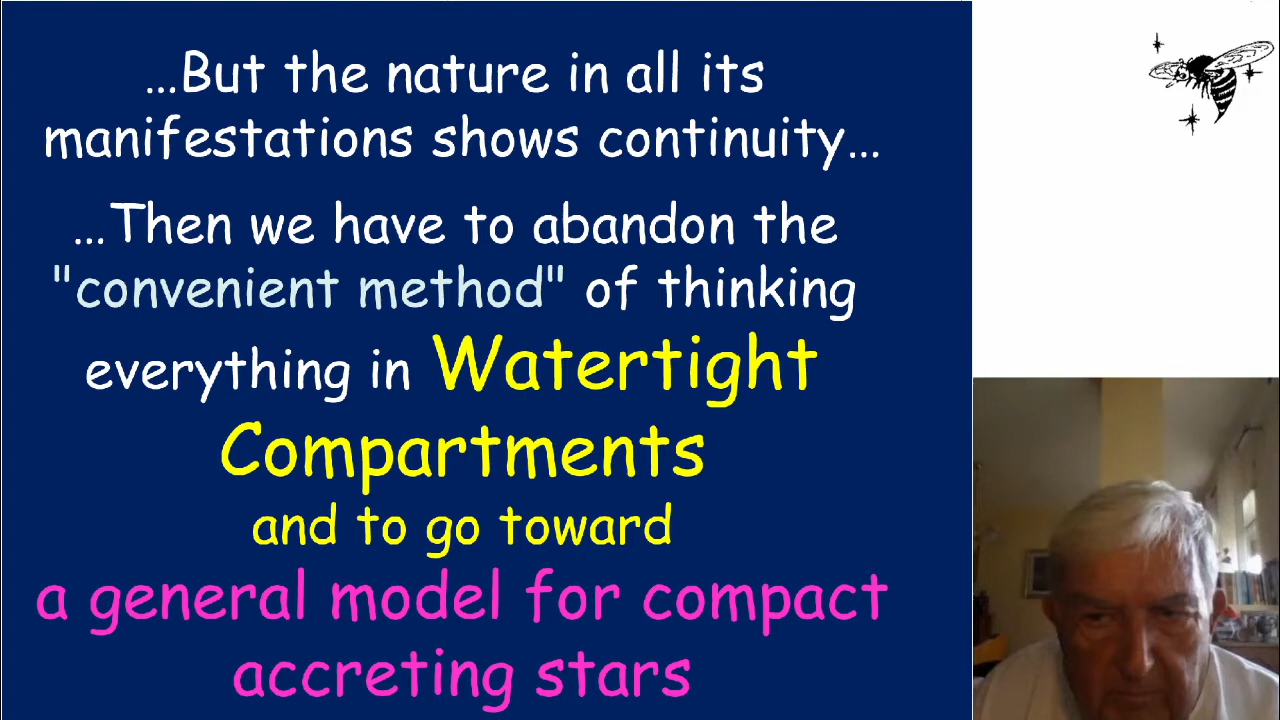 …But the nature in all its
manifestations shows continuity…
…Then we have to abandon the
"convenient method" of thinking
everything in Watertight
Compartments
and to go toward
a general model for compact
accreting stars